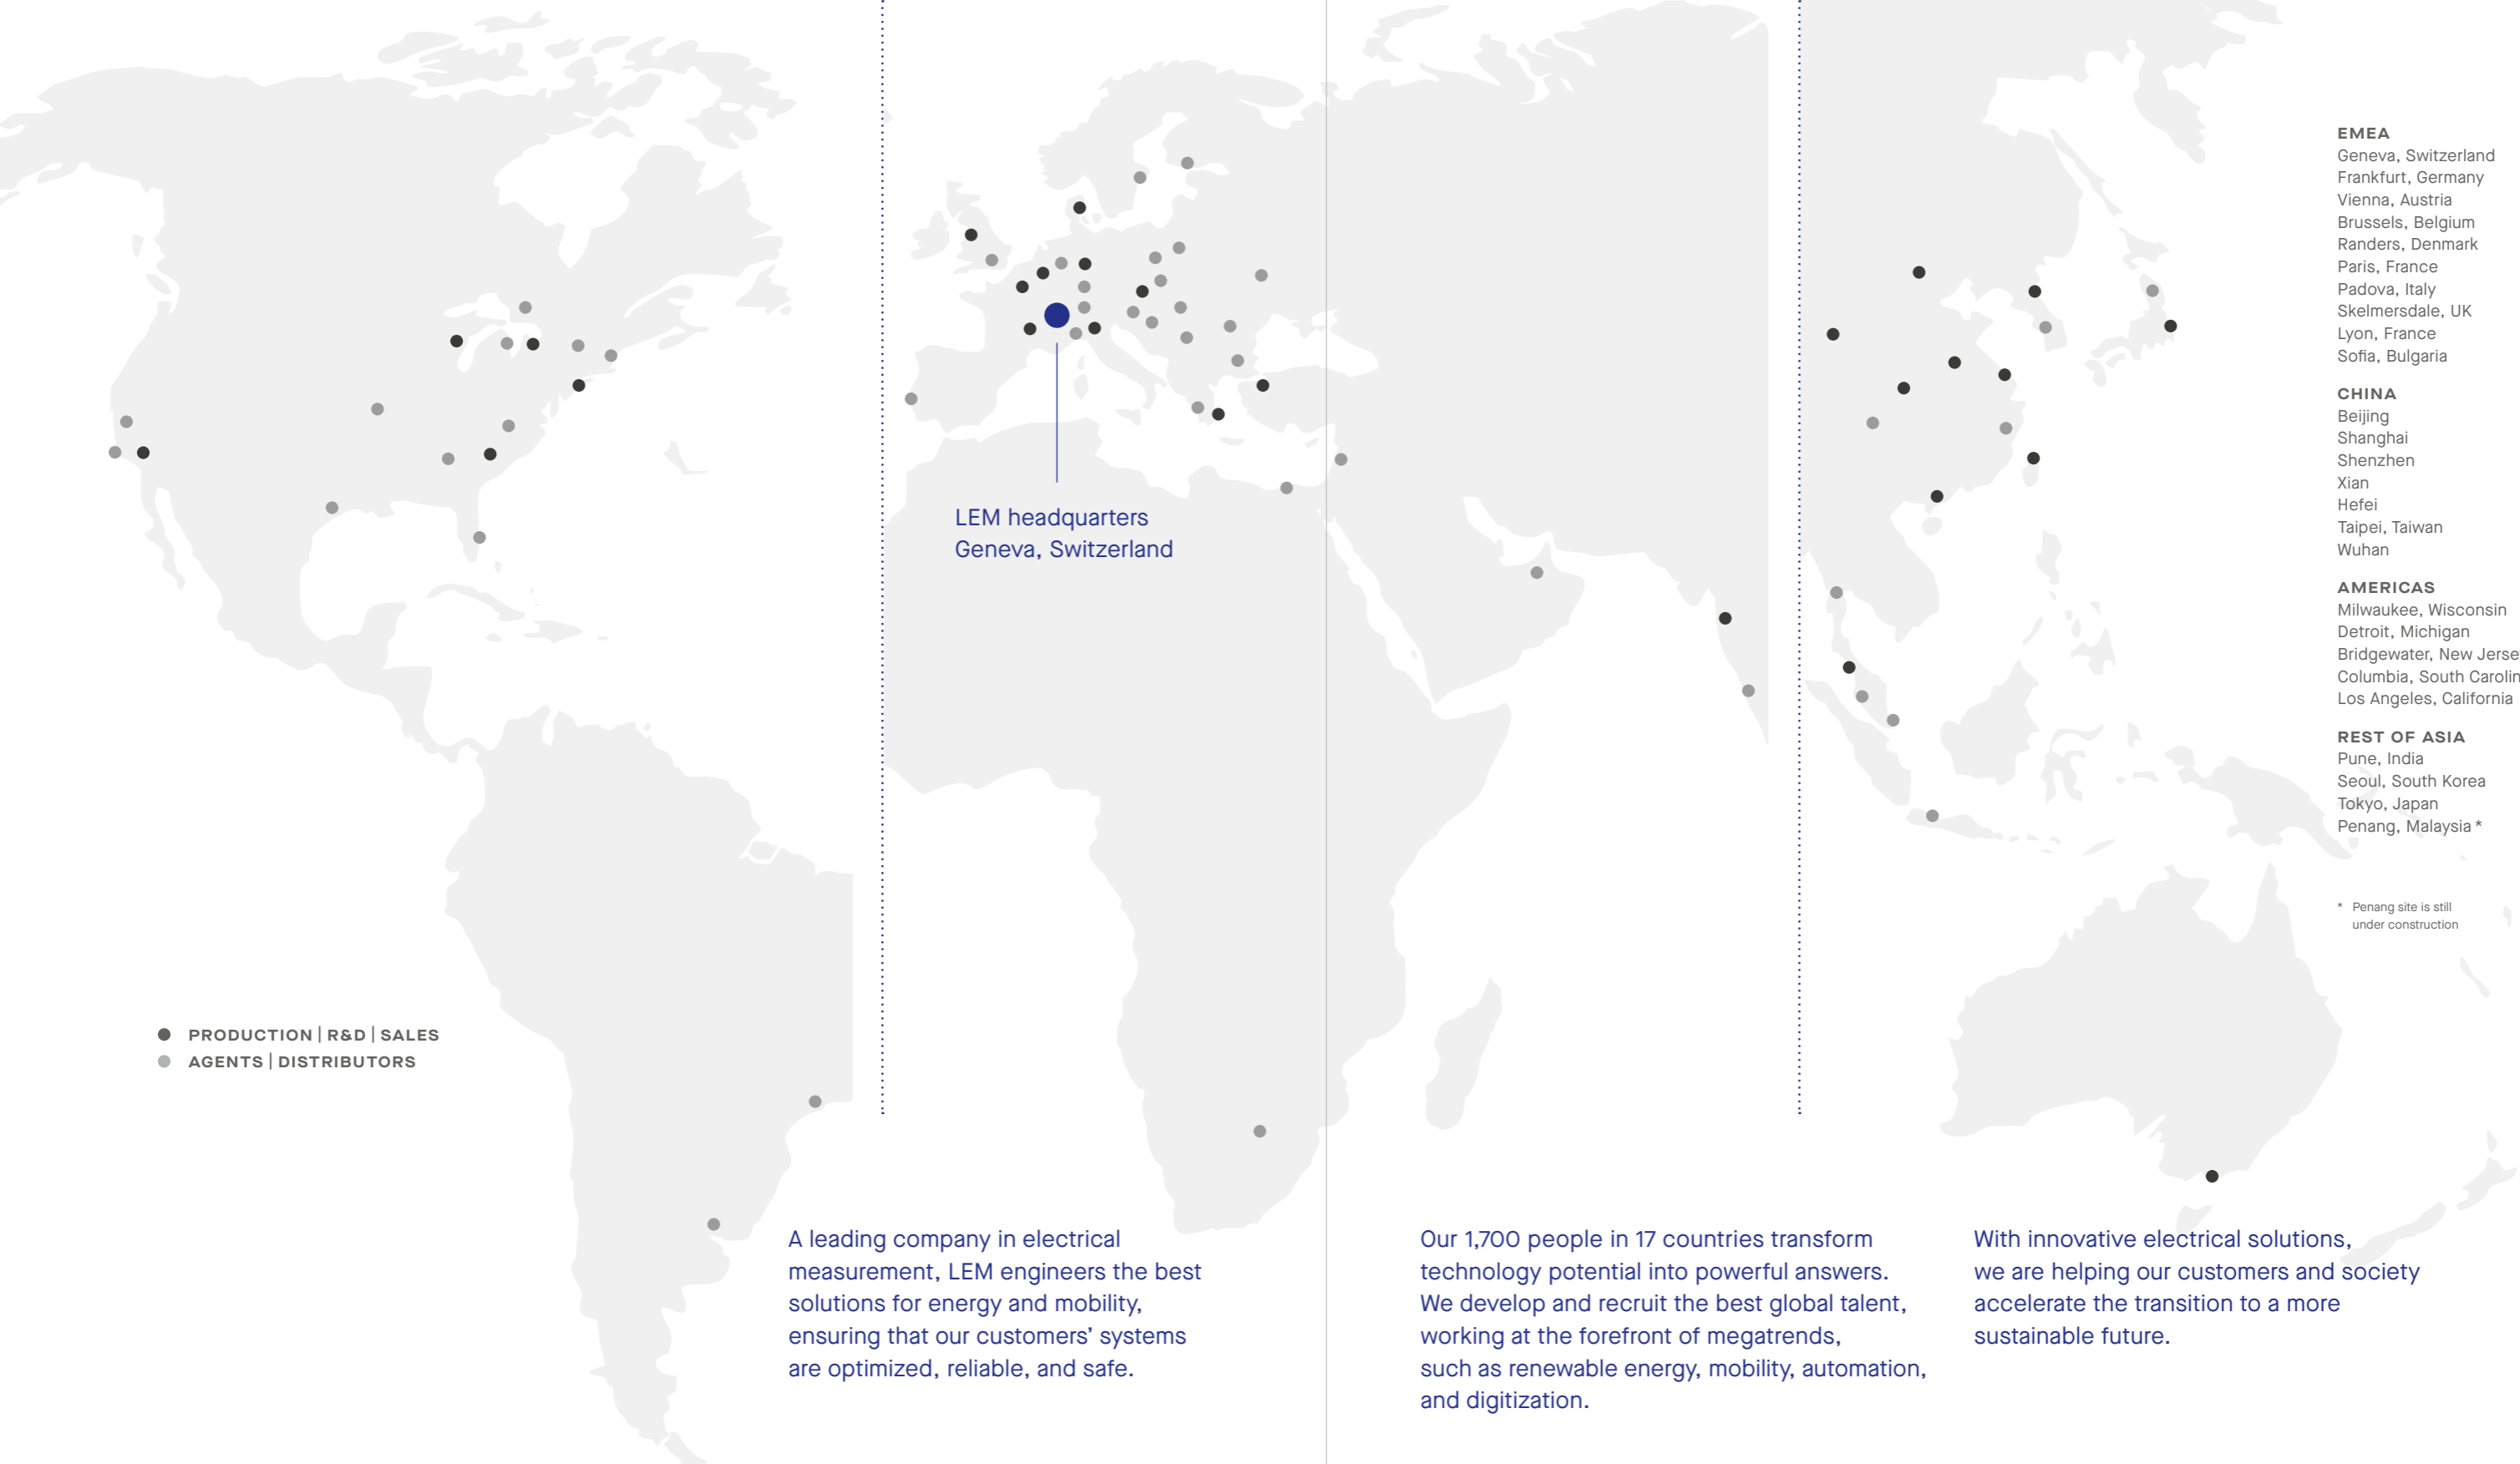 LEM headquarters
Geneva, Switzerland
PRODUCTION | R&D | SALES
AGENTS | DISTRIBUTORS
A leading company in electrical
measurement, LEM engineers the best
solutions for energy and mobility,
ensuring that our customers’ systems
are optimized, reliable, and safe.
Our 1,700 people in 17 countries transform
technology potential into powerful answers.
We develop and recruit the best global talent,
working at the forefront of megatrends,
such as renewable energy, mobility, automation,
and digitization.
With innovative electrical solutions,
we are helping our customers and society
accelerate the transition to a more
sustainable future.
EMEA
Geneva, Switzerland
Frankfurt, Germany
Vienna, Austria
Brussels, Belgium
Randers, Denmark
Paris, France
Padova, Italy
Skelmersdale, UK
Lyon, France
Sofia, Bulgaria
CHINA
Beijing
Shanghai
Shenzhen
Xian
Hefei
Taipei, Taiwan
Wuhan
AMERICAS
Milwaukee, Wisconsin
Detroit, Michigan
Bridgewater, New Jerse
Columbia, South Carolin
Los Angeles, California
REST OF ASIA
Pune, India
Seoul, South Korea
Tokyo, Japan
Penang, Malaysia *
* Penang site is still
under construction